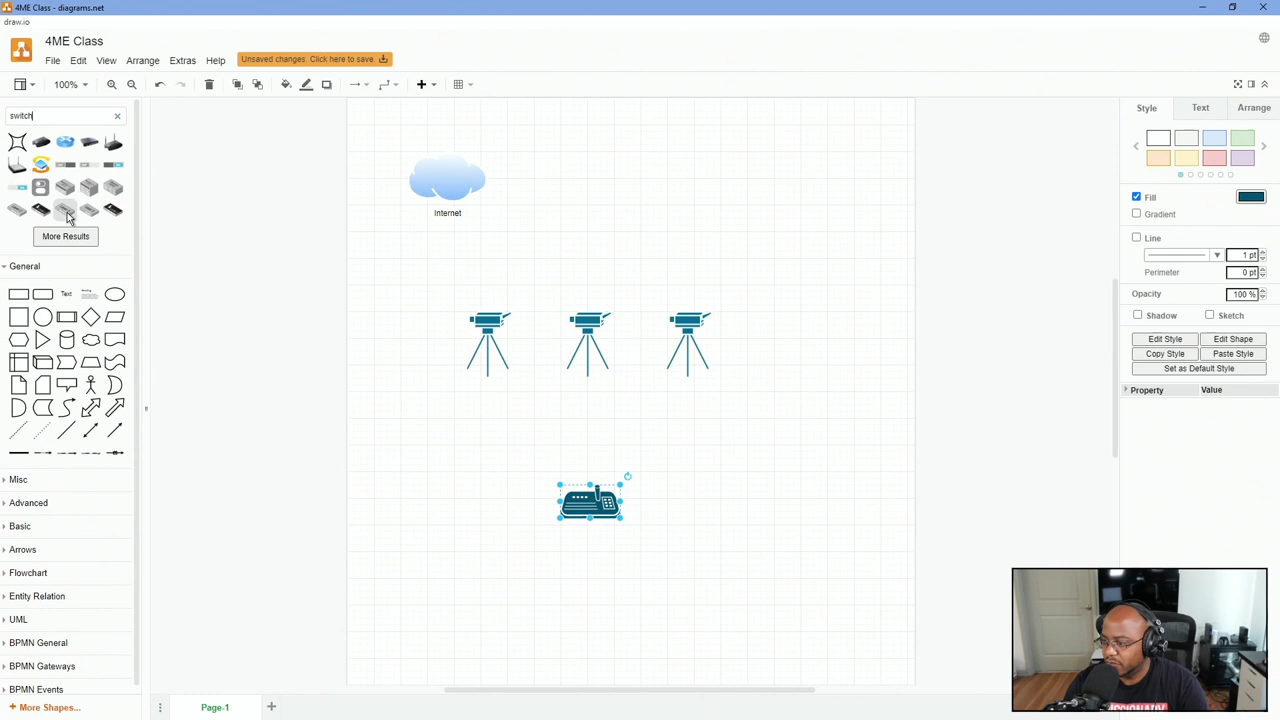 4ME Class - diagrams.net
draw.io
4ME Class
File Edit View Arrange Extras Help
Unsaved changes. Click here to save.
100%
switch
More Results
General
Text
Misc
Advanced
Basic
Arrows
Flowchart
Entity Relation
UML
BPMN General
BPMN Gateways
BPMN Events
+ More Shapes...
Internet
Page-1
Style Text Arrange
Fill
Gradient
Line
1 pt
Perimeter 0 pt
Opacity 100 %
Shadow Sketch
Edit Style Edit Shape
Copy Style Paste Style
Set as Default Style
Property Value